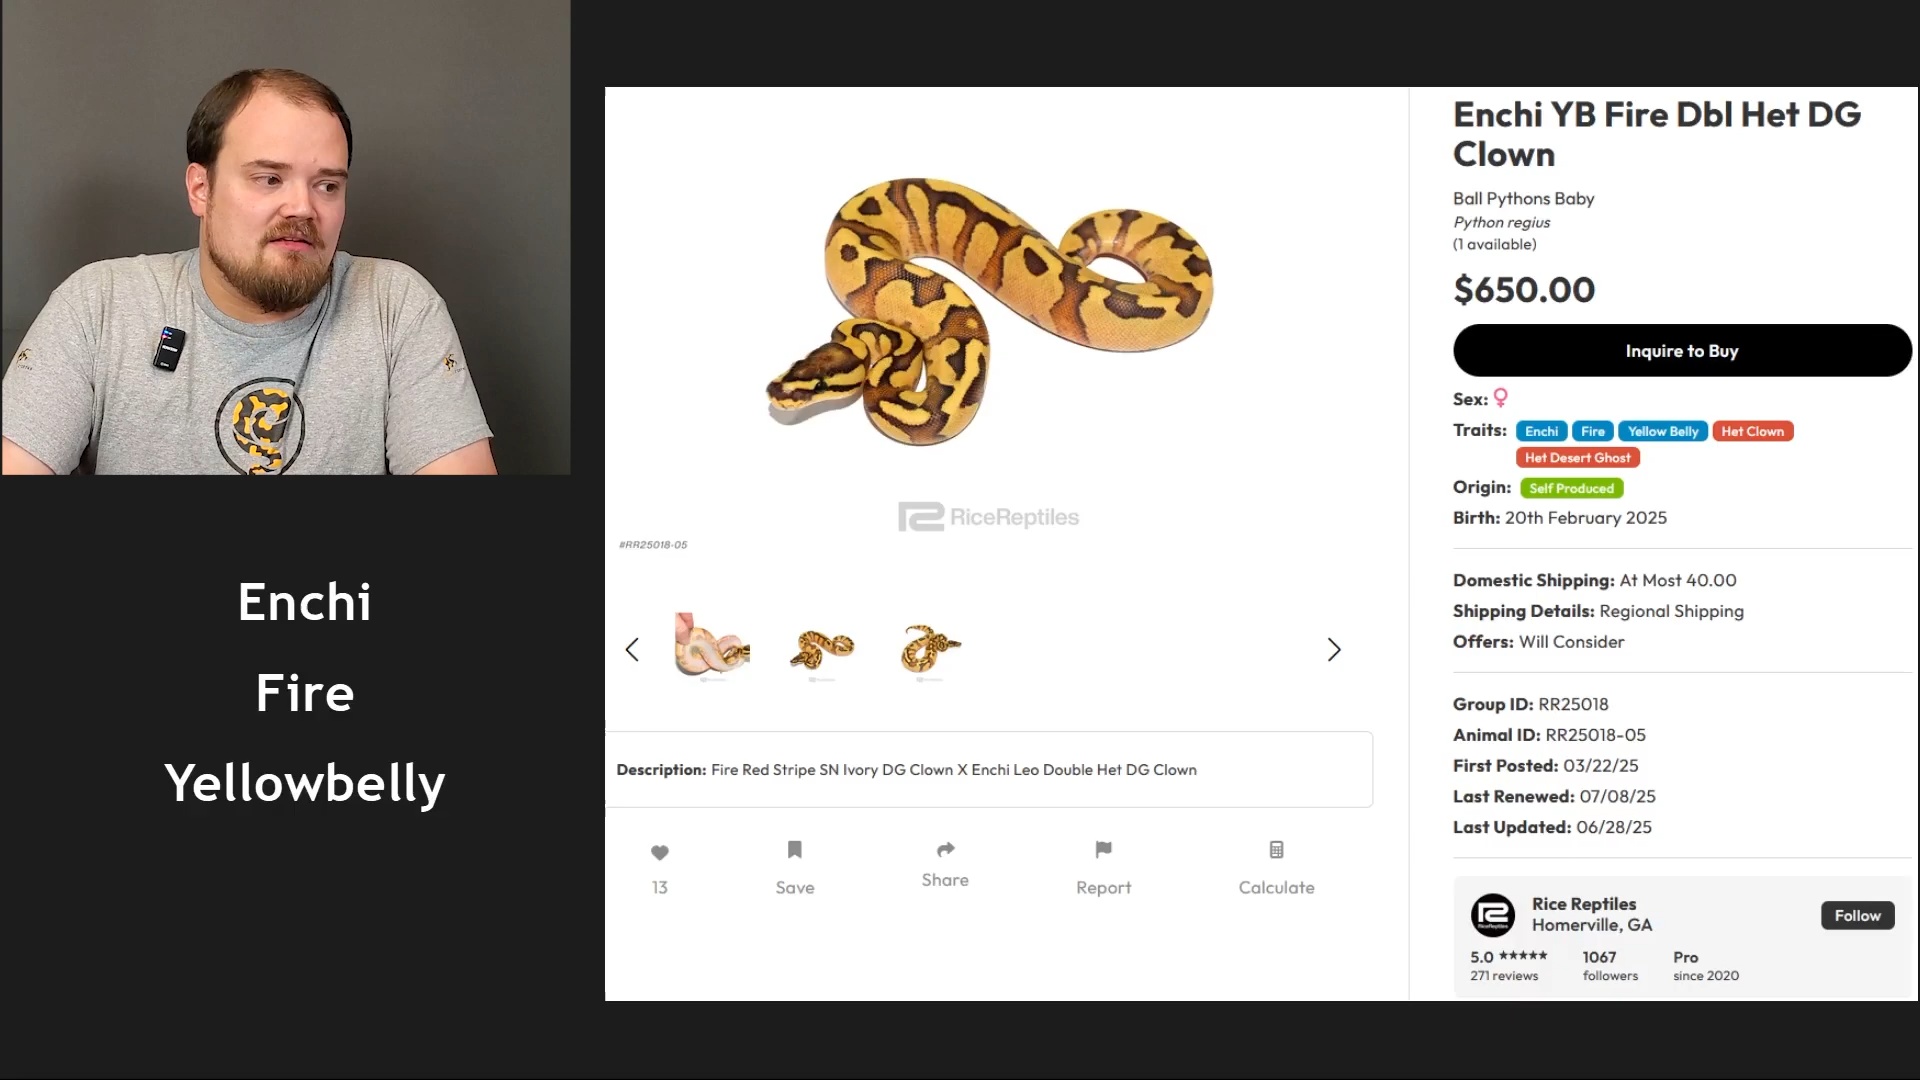 Enchi
Fire
Yellowbelly
RiceReptiles
#RR25018-05
Description: Fire Red Stripe SN Ivory DG Clown X Enchi Leo Double Het DG Clown
13
Save
Share
Report
Calculate
Enchi YB Fire Dbl Het DG
Clown
Ball Pythons Baby
Python regius
(1 available)
$650.00
Inquire to Buy
Sex:
Traits: Enchi Fire Yellow Belly Het Clown
Het Desert Ghost
Origin: Self Produced
Birth: 20th February 2025
Domestic Shipping: At Most 40.00
Shipping Details: Regional Shipping
Offers: Will Consider
Group ID: RR25018
Animal ID: RR25018-05
First Posted: 03/22/25
Last Renewed: 07/08/25
Last Updated: 06/28/25
Rice Reptiles
Homerville, GA
Follow
5.0 ★★★★★ 1067 Pro
271 reviews followers since 2020